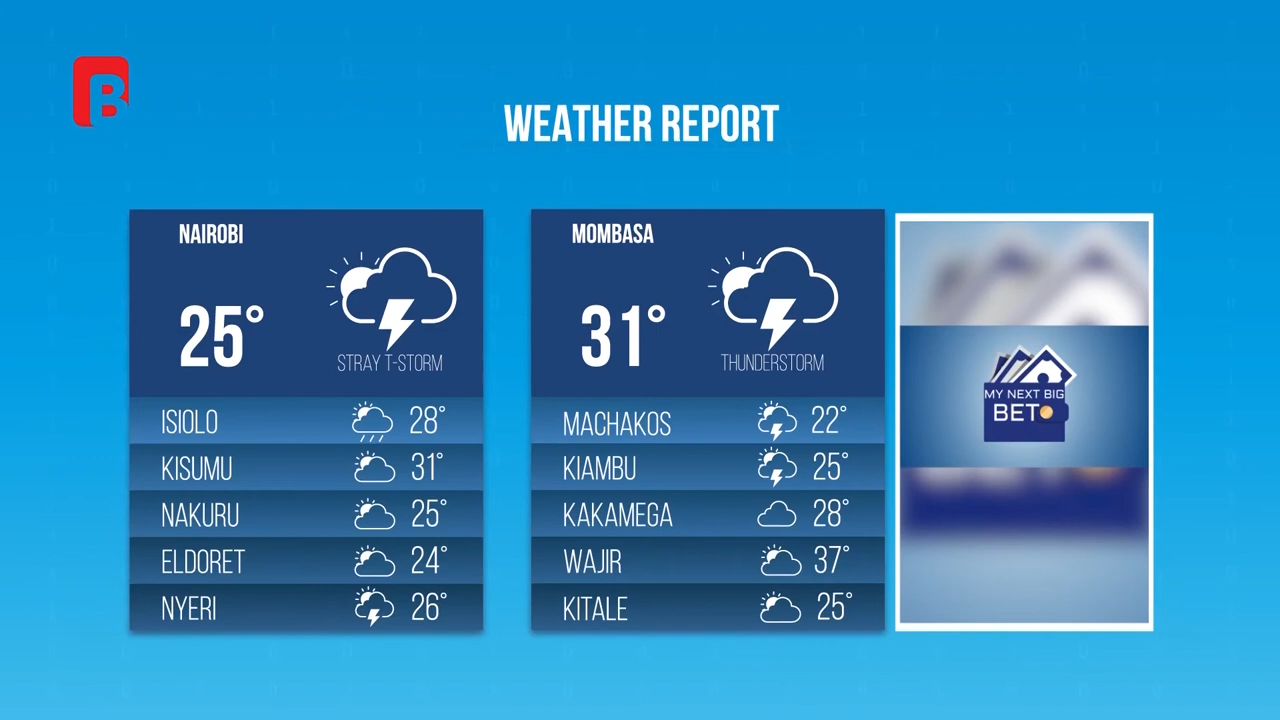 B
WEATHER REPORT
NAIROBI
25°
STRAY T-STORM
ISIOLO 28°
KISUMU 31°
NAKURU 25°
ELDORET 24°
NYERI 26°
MOMBASA
31°
THUNDERSTORM
MACHAKOS 22°
KIAMBU 25°
KAKAMEGA 28°
WAJIR 37°
KITALE 25°
MY NEXT BIG
BET